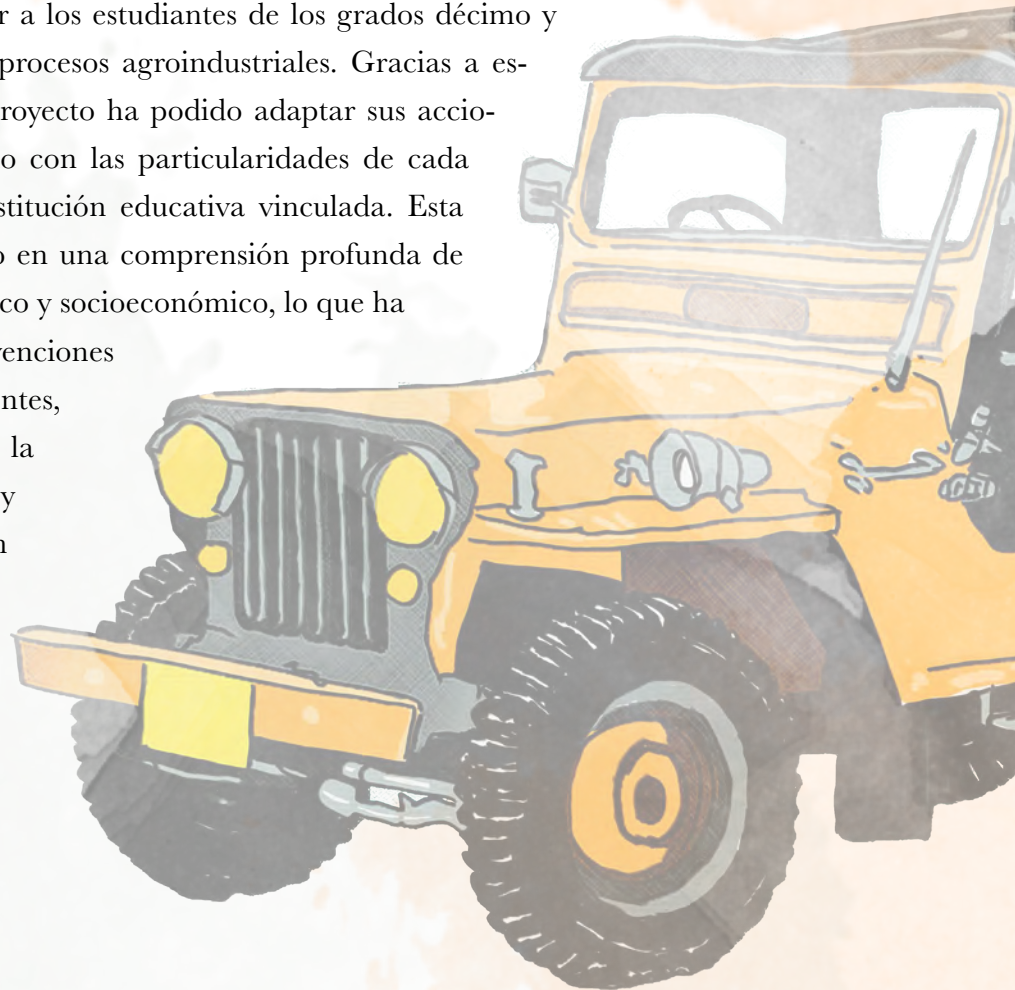 r a los estudiantes de los grados décimo y
procesos agroindustriales. Gracias a es-
royecto ha podido adaptar sus accio-
o con las particularidades de cada
stitución educativa vinculada. Esta
o en una comprensión profunda de
co y socioeconómico, lo que ha
venciones
ntes,
la
y
n